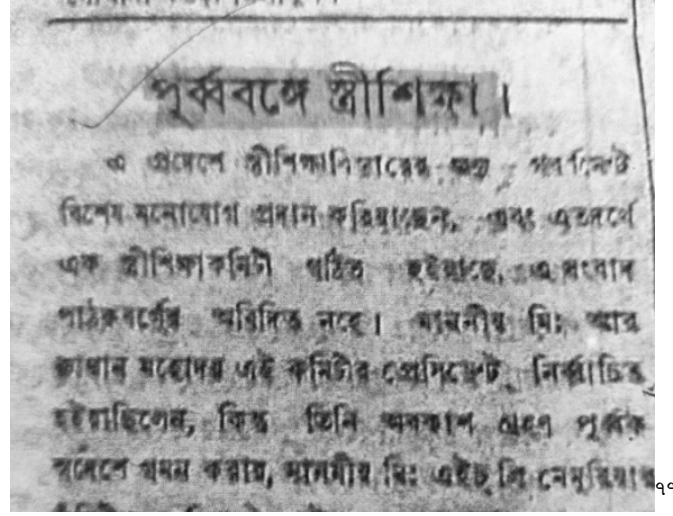 পূর্ব্ববঙ্গে স্ত্রীশিক্ষা।
এ প্রদেশে স্ত্রীশিক্ষাবিস্তারের জন্য গবর্ণমেন্ট
বিশেষ মনোযোগ প্রদান করিয়াছেন, এবং এতদর্থে
এক স্ত্রীশিক্ষাকমিটী গঠিত হইয়াছে, এ সংবাদ
পাঠকবর্গের অবিদিত নহে। মাননীয় মিঃ আর
নাথান মহোদয় এই কমিটীর প্রেসিডেন্ট নির্ব্বাচিত
হইয়াছিলেন, কিন্তু তিনি অবকাশ গ্রহণ পূর্ব্বক
স্বদেশে গমন করায়, মাননীয় মিঃ এইচ্ লি